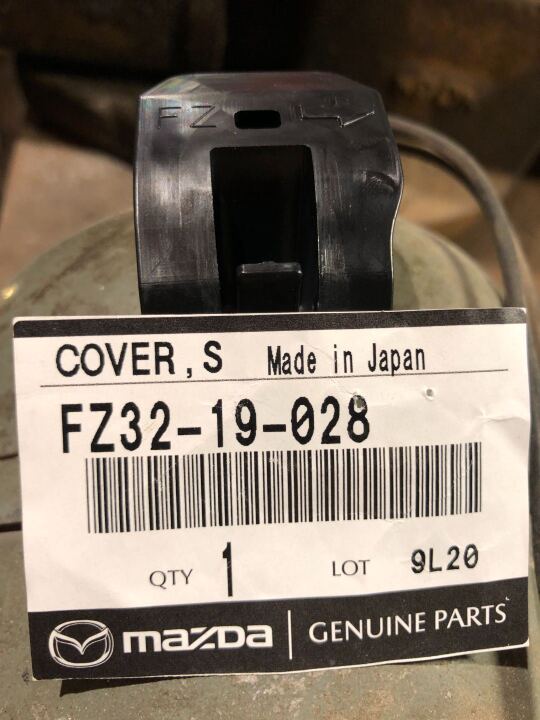 FZ
COVER,S Made in Japan
FZ32-19-028
QTY 1 LOT 9L20
mazda GENUINE PARTS